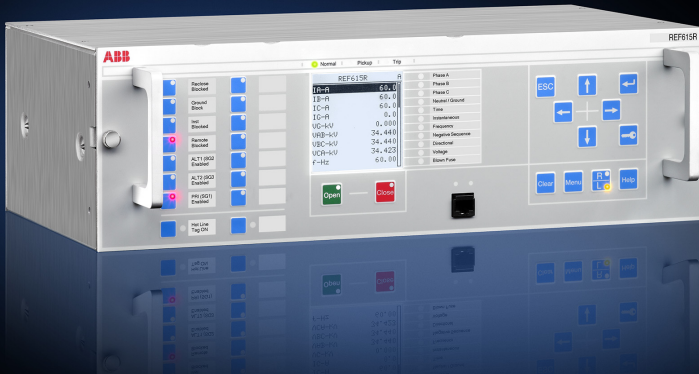 REF615R
ABB
Normal Pickup Trip
Reclose
Blocked
Ground
Block
Inst
Blocked
Remote
Blocked
ALT1 (SG2
Enabled
ALT2 (SG3
Enabled
PRI (SG1)
Enabled
Hot Line
Tag ON
REF615R A
IA-A 60.0
IB-A 60.0
IC-A 60.0
IG-A 0.0
VG-kV 0.000
VAB-kV 34.440
VBC-kV 34.440
VCA-kV 34.423
f-Hz 60.00
Open
Close
Phase A
Phase B
Phase C
Neutral / Ground
Time
Instantaneous
Frequency
Negative Sequence
Directional
Voltage
Blown Fuse
ESC
Clear
Menu
R
L
Help